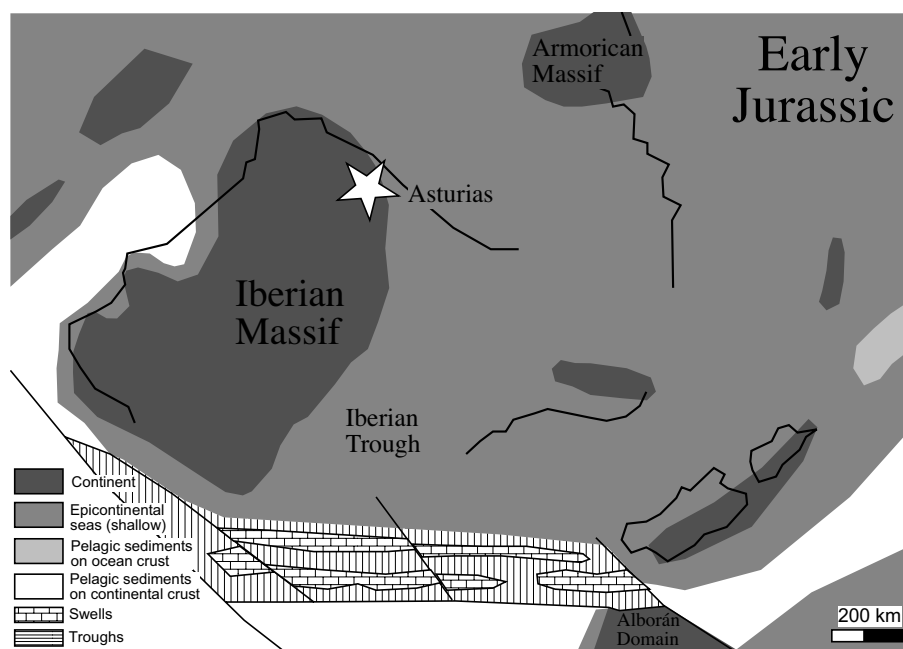 Early
Jurassic
Armorican
Massif
Asturias
Iberian
Massif
Iberian
Trough
Continent
Epicontinental
seas (shallow)
Pelagic sediments
on ocean crust
Pelagic sediments
on continental crust
Swells
Troughs
Alborán
Domain
200 km